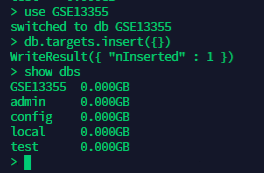 > use GSE13355
switched to db GSE13355
> db.targets.insert({})
WriteResult({ "nInserted" : 1 })
> show dbs
GSE13355  0.000GB
admin     0.000GB
config    0.000GB
local     0.000GB
test      0.000GB
>